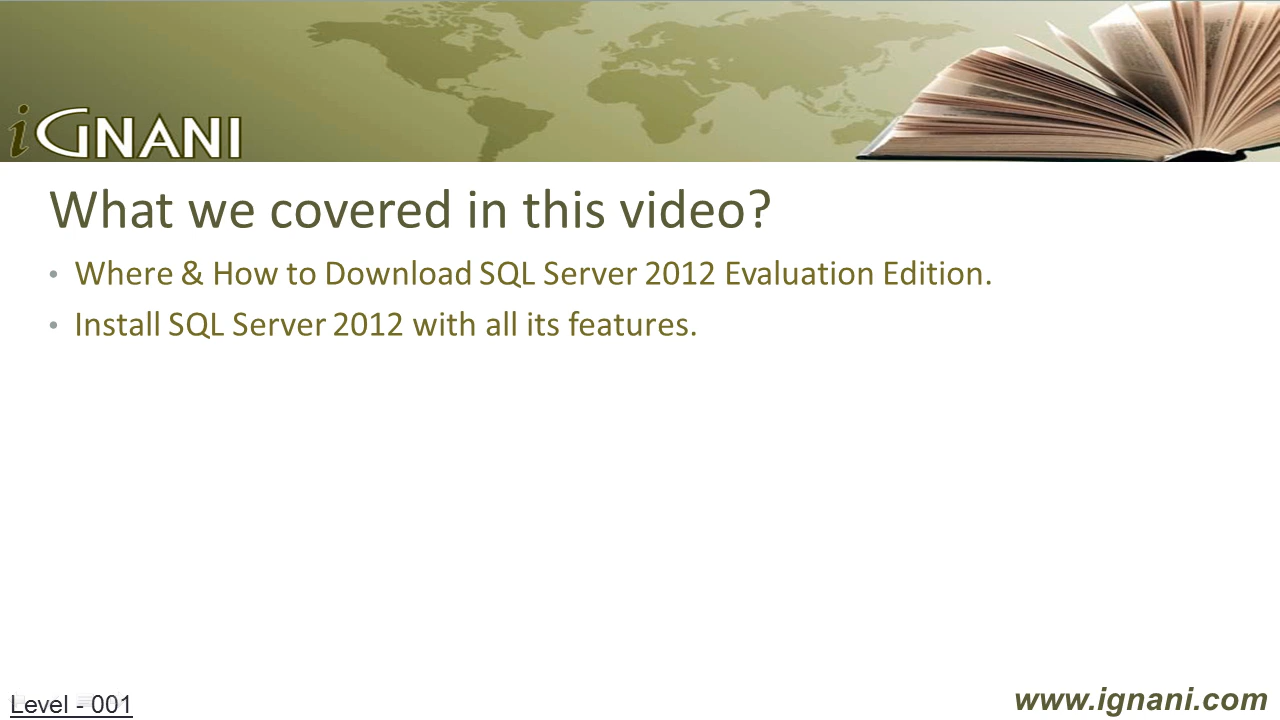 iGNANI
What we covered in this video?
• Where & How to Download SQL Server 2012 Evaluation Edition.
• Install SQL Server 2012 with all its features.
Level - 001
www.ignani.com